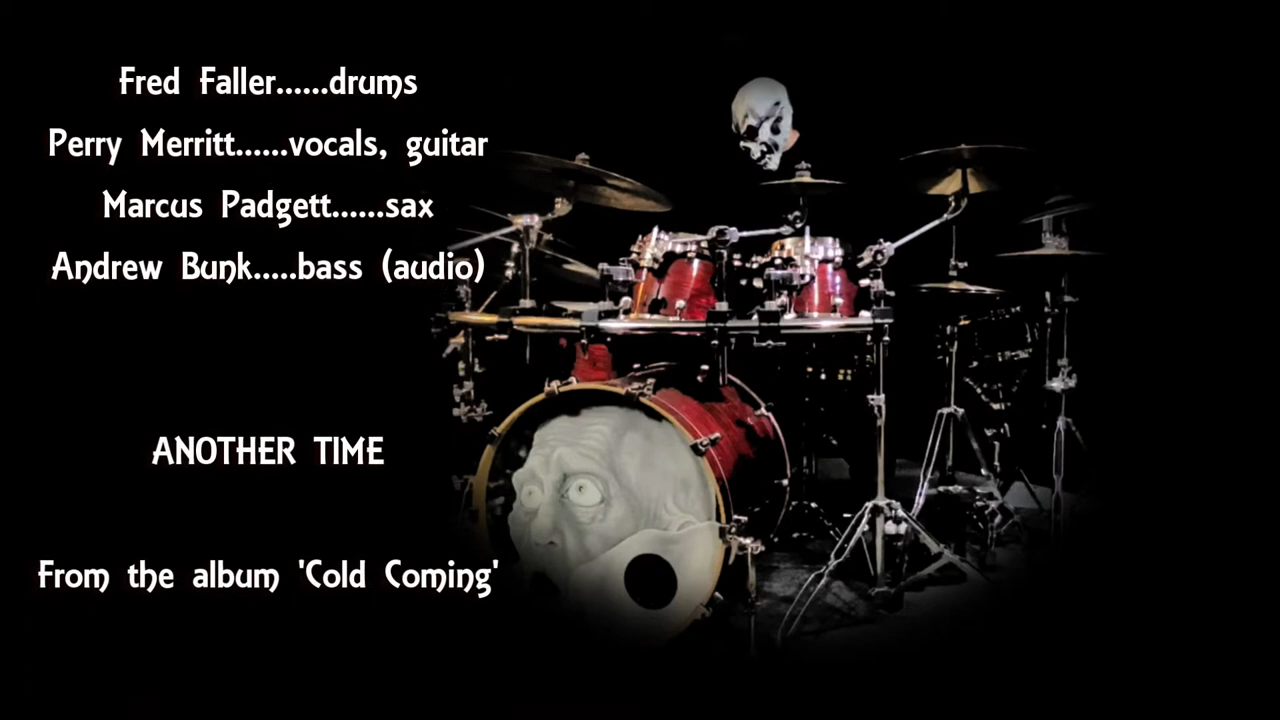 Fred Faller......drums
Perry Merritt......vocals, guitar
Marcus Padgett......sax
Andrew Bunk.....bass (audio)
ANOTHER TIME
From the album 'Cold Coming'